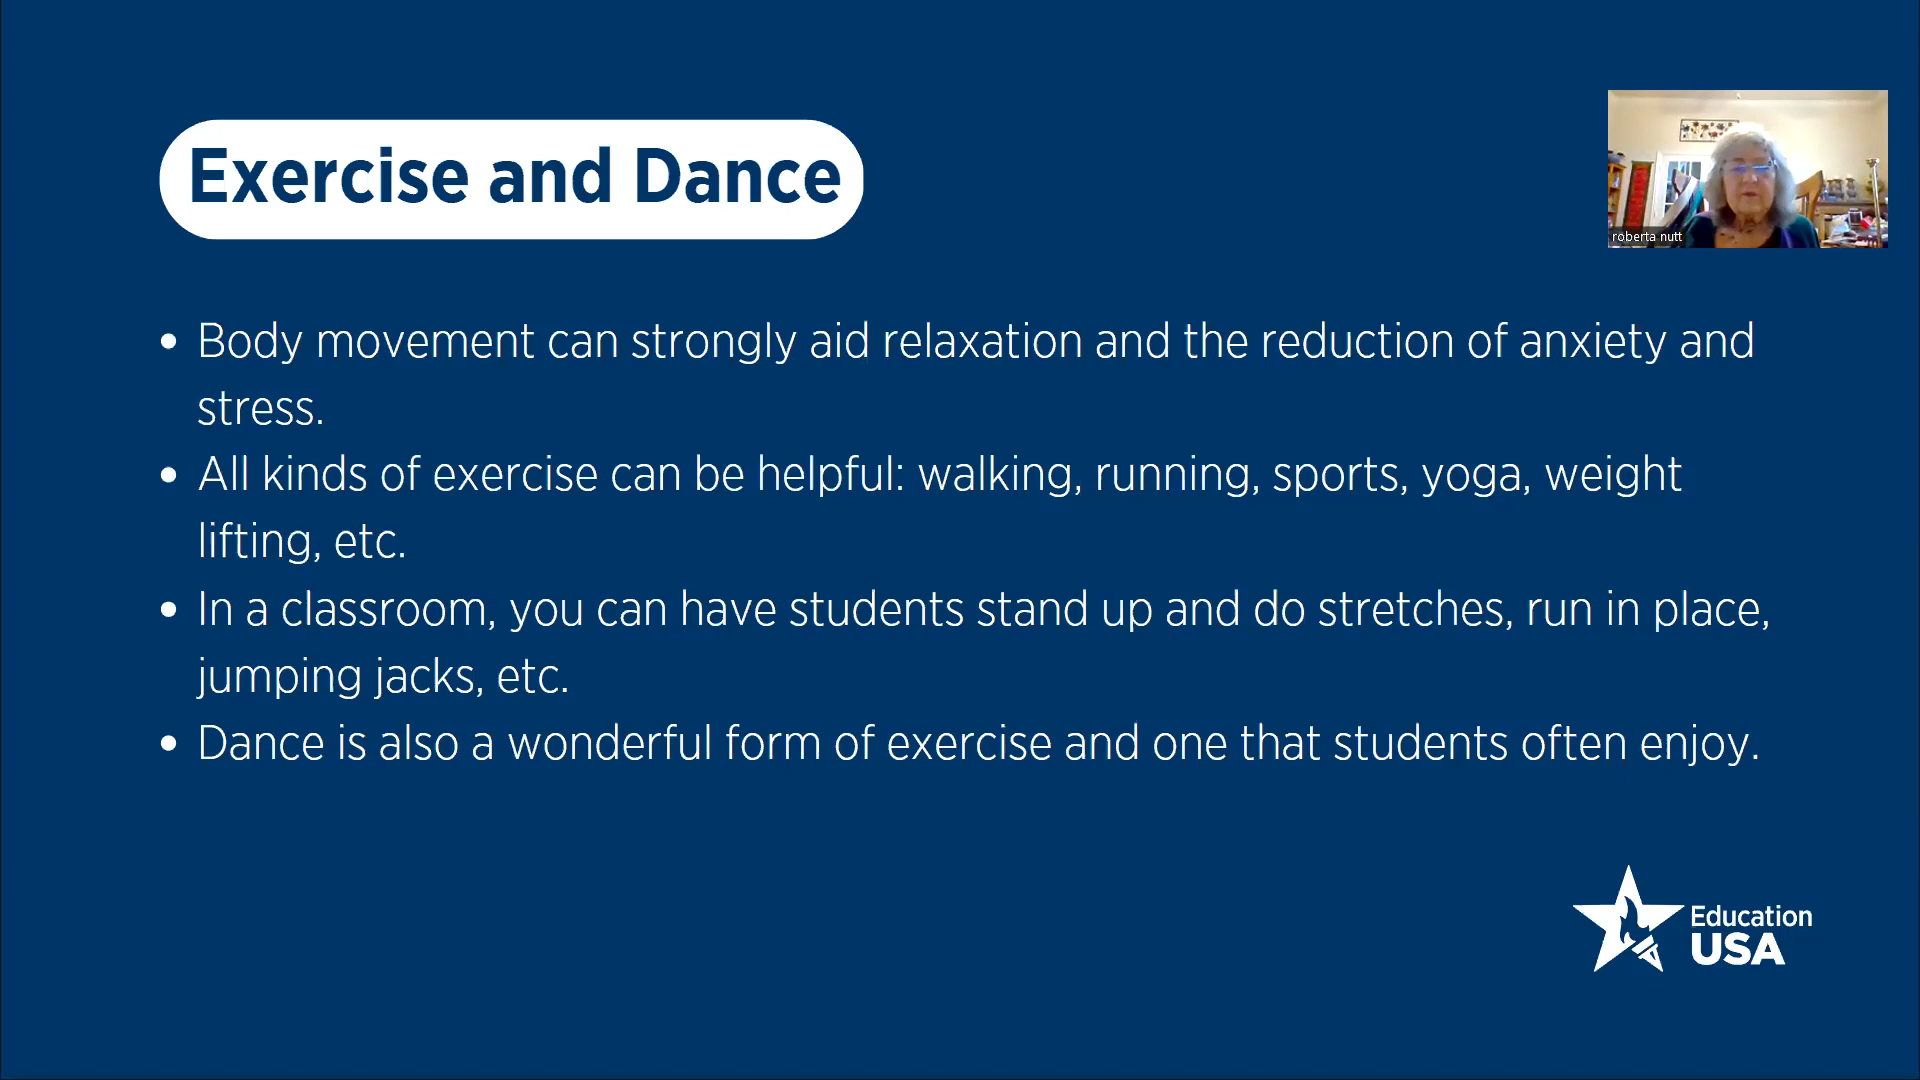 Exercise and Dance
roberta nutt
• Body movement can strongly aid relaxation and the reduction of anxiety and
stress.
• All kinds of exercise can be helpful: walking, running, sports, yoga, weight
lifting, etc.
• In a classroom, you can have students stand up and do stretches, run in place,
jumping jacks, etc.
• Dance is also a wonderful form of exercise and one that students often enjoy.
Education
USA